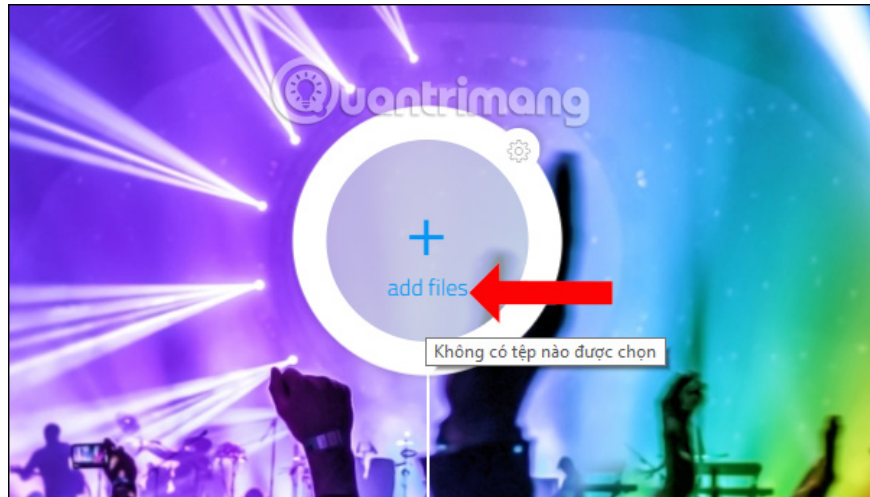 Quantrimang
add files
Không có tệp nào được chọn